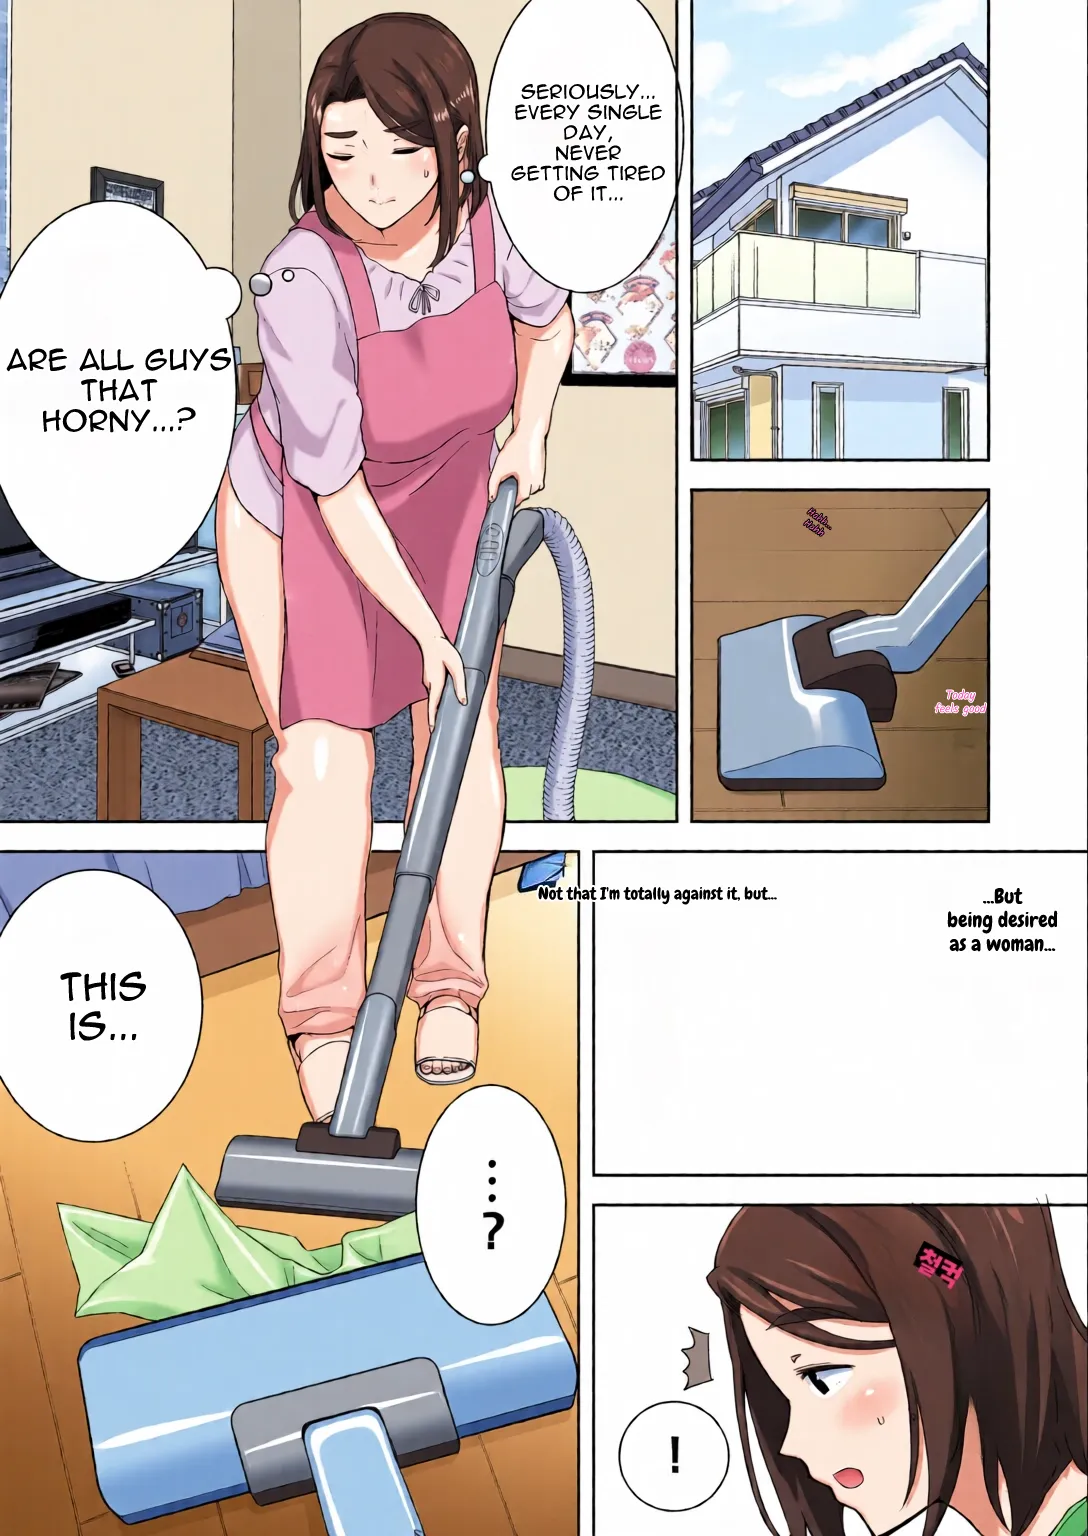 SERIOUSLY...
EVERY SINGLE
DAY,
NEVER
GETTING TIRED
OF IT...
ARE ALL GUYS
THAT
HORNY...?
Today
feels good
Not that I'm totally against it, but...
...But
being desired
as a woman...
THIS
IS...
...
?
철컥
!